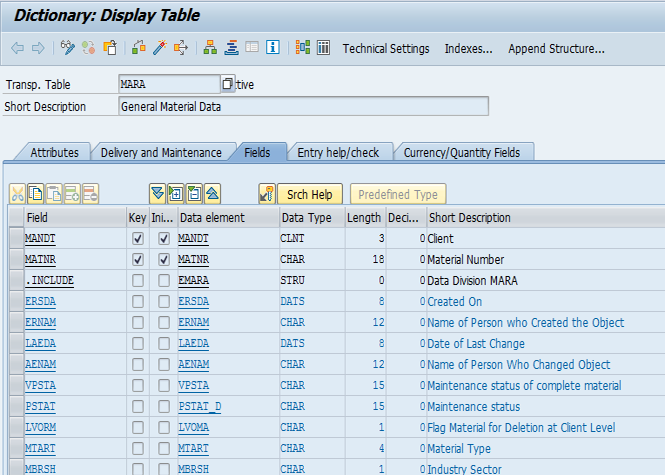 Dictionary: Display Table
Technical Settings Indexes... Append Structure...
Transp. Table MARA tive
Short Description General Material Data
Attributes Delivery and Maintenance Fields Entry help/check Currency/Quantity Fields
Srch Help Predefined Type
Field Key Ini... Data element Data Type Length Deci... Short Description
MANDT MANDT CLNT 3 0 Client
MATNR MATNR CHAR 18 0 Material Number
.INCLUDE EMARA STRU 0 0 Data Division MARA
ERSDA ERSDA DATS 8 0 Created On
ERNAM ERNAM CHAR 12 0 Name of Person who Created the Object
LAEDA LAEDA DATS 8 0 Date of Last Change
AENAM AENAM CHAR 12 0 Name of Person Who Changed Object
VPSTA VPSTA CHAR 15 0 Maintenance status of complete material
PSTAT PSTAT_D CHAR 15 0 Maintenance status
LVORM LVOMA CHAR 1 0 Flag Material for Deletion at Client Level
MTART MTART CHAR 4 0 Material Type
MBRSH MBRSH CHAR 1 0 Industry Sector